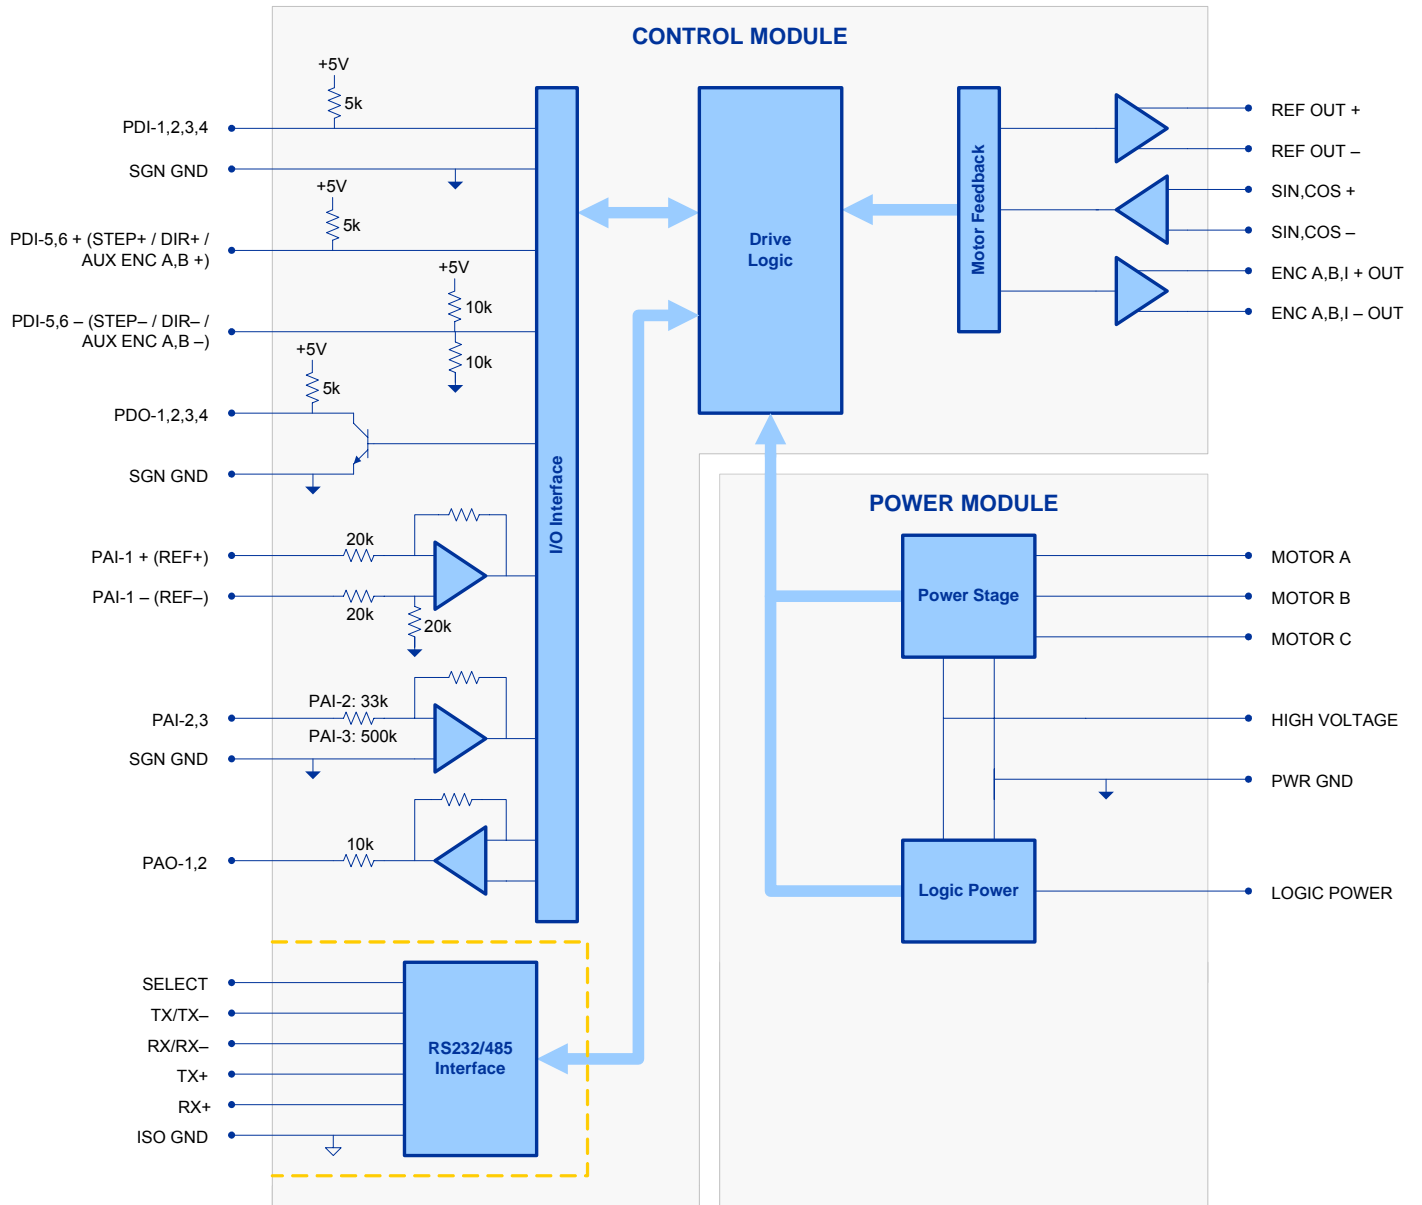 CONTROL MODULE
+5V
5k
PDI-1,2,3,4
SGN GND
+5V
5k
PDI-5,6 + (STEP+ / DIR+ /
AUX ENC A,B +)
+5V
10k
PDI-5,6 – (STEP– / DIR– /
AUX ENC A,B –)
10k
+5V
5k
PDO-1,2,3,4
SGN GND
20k
PAI-1 + (REF+)
PAI-1 – (REF–)
20k
20k
PAI-2: 33k
PAI-2,3
PAI-3: 500k
SGN GND
10k
PAO-1,2
I/O Interface
SELECT
TX/TX–
RX/RX–
TX+
RX+
ISO GND
RS232/485
Interface
Drive
Logic
Motor Feedback
REF OUT +
REF OUT –
SIN,COS +
SIN,COS –
ENC A,B,I + OUT
ENC A,B,I – OUT
POWER MODULE
Power Stage
MOTOR A
MOTOR B
MOTOR C
HIGH VOLTAGE
PWR GND
Logic Power
LOGIC POWER